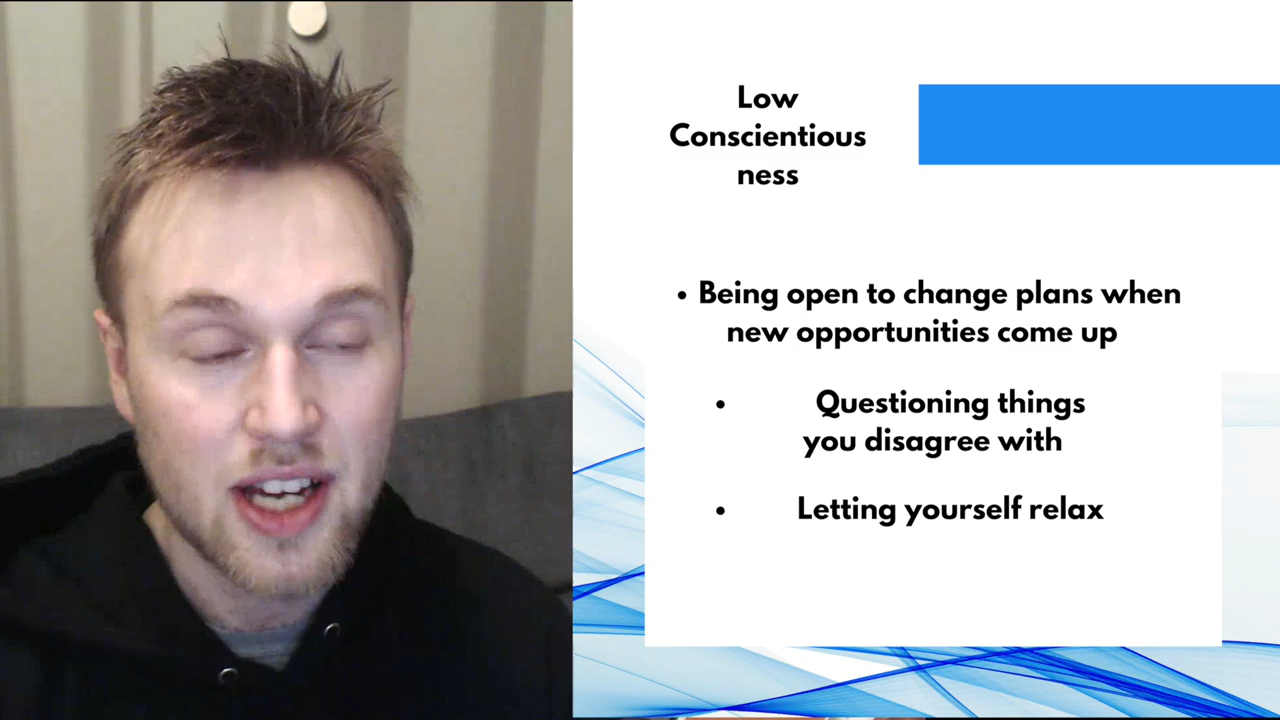 Low
Conscientious
ness
• Being open to change plans when
new opportunities come up
• Questioning things
you disagree with
• Letting yourself relax